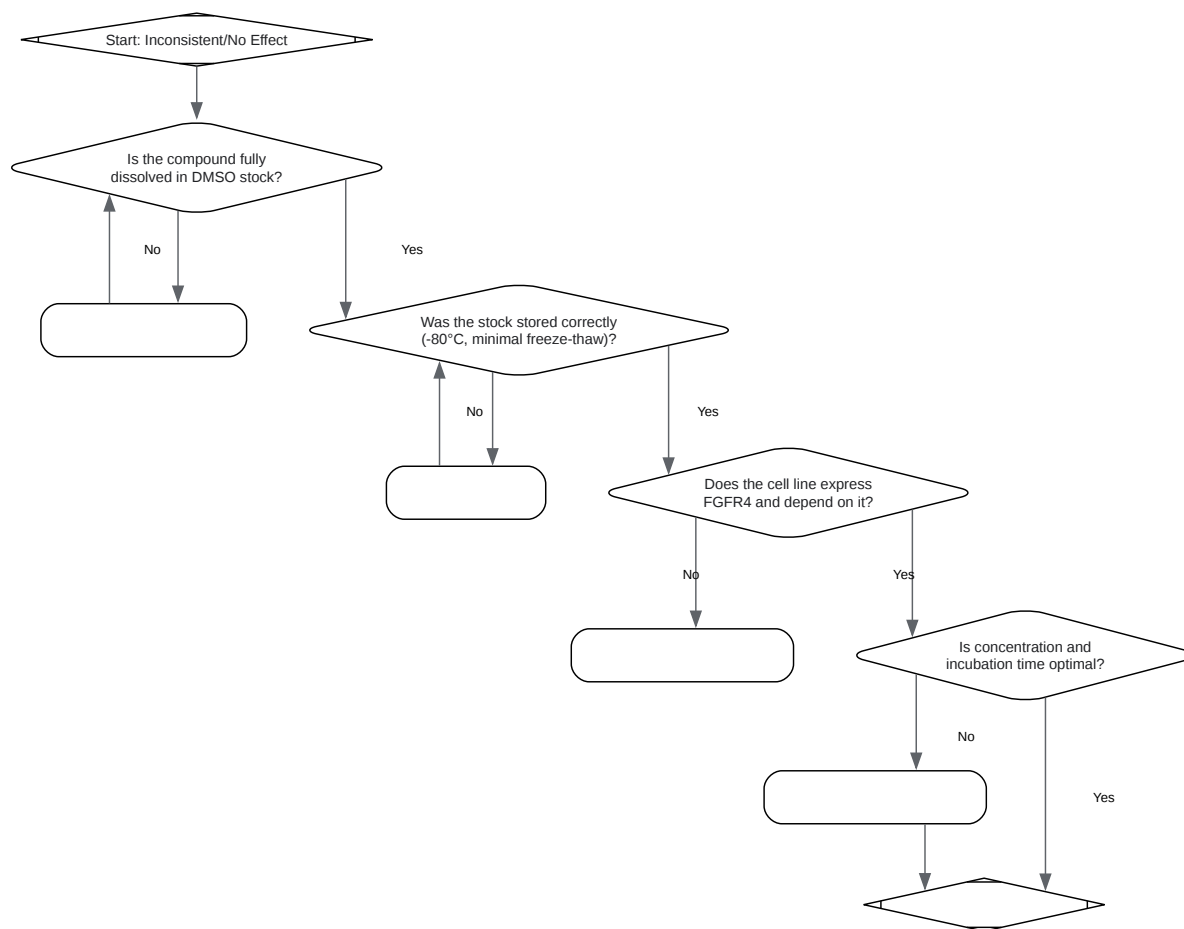 Start: Inconsistent/No Effect
Is the compound fully
dissolved in DMSO stock?
No
Yes
Was the stock stored correctly
(-80°C, minimal freeze-thaw)?
No
Yes
Does the cell line express
FGFR4 and depend on it?
No
Yes
Is concentration and
incubation time optimal?
No
Yes